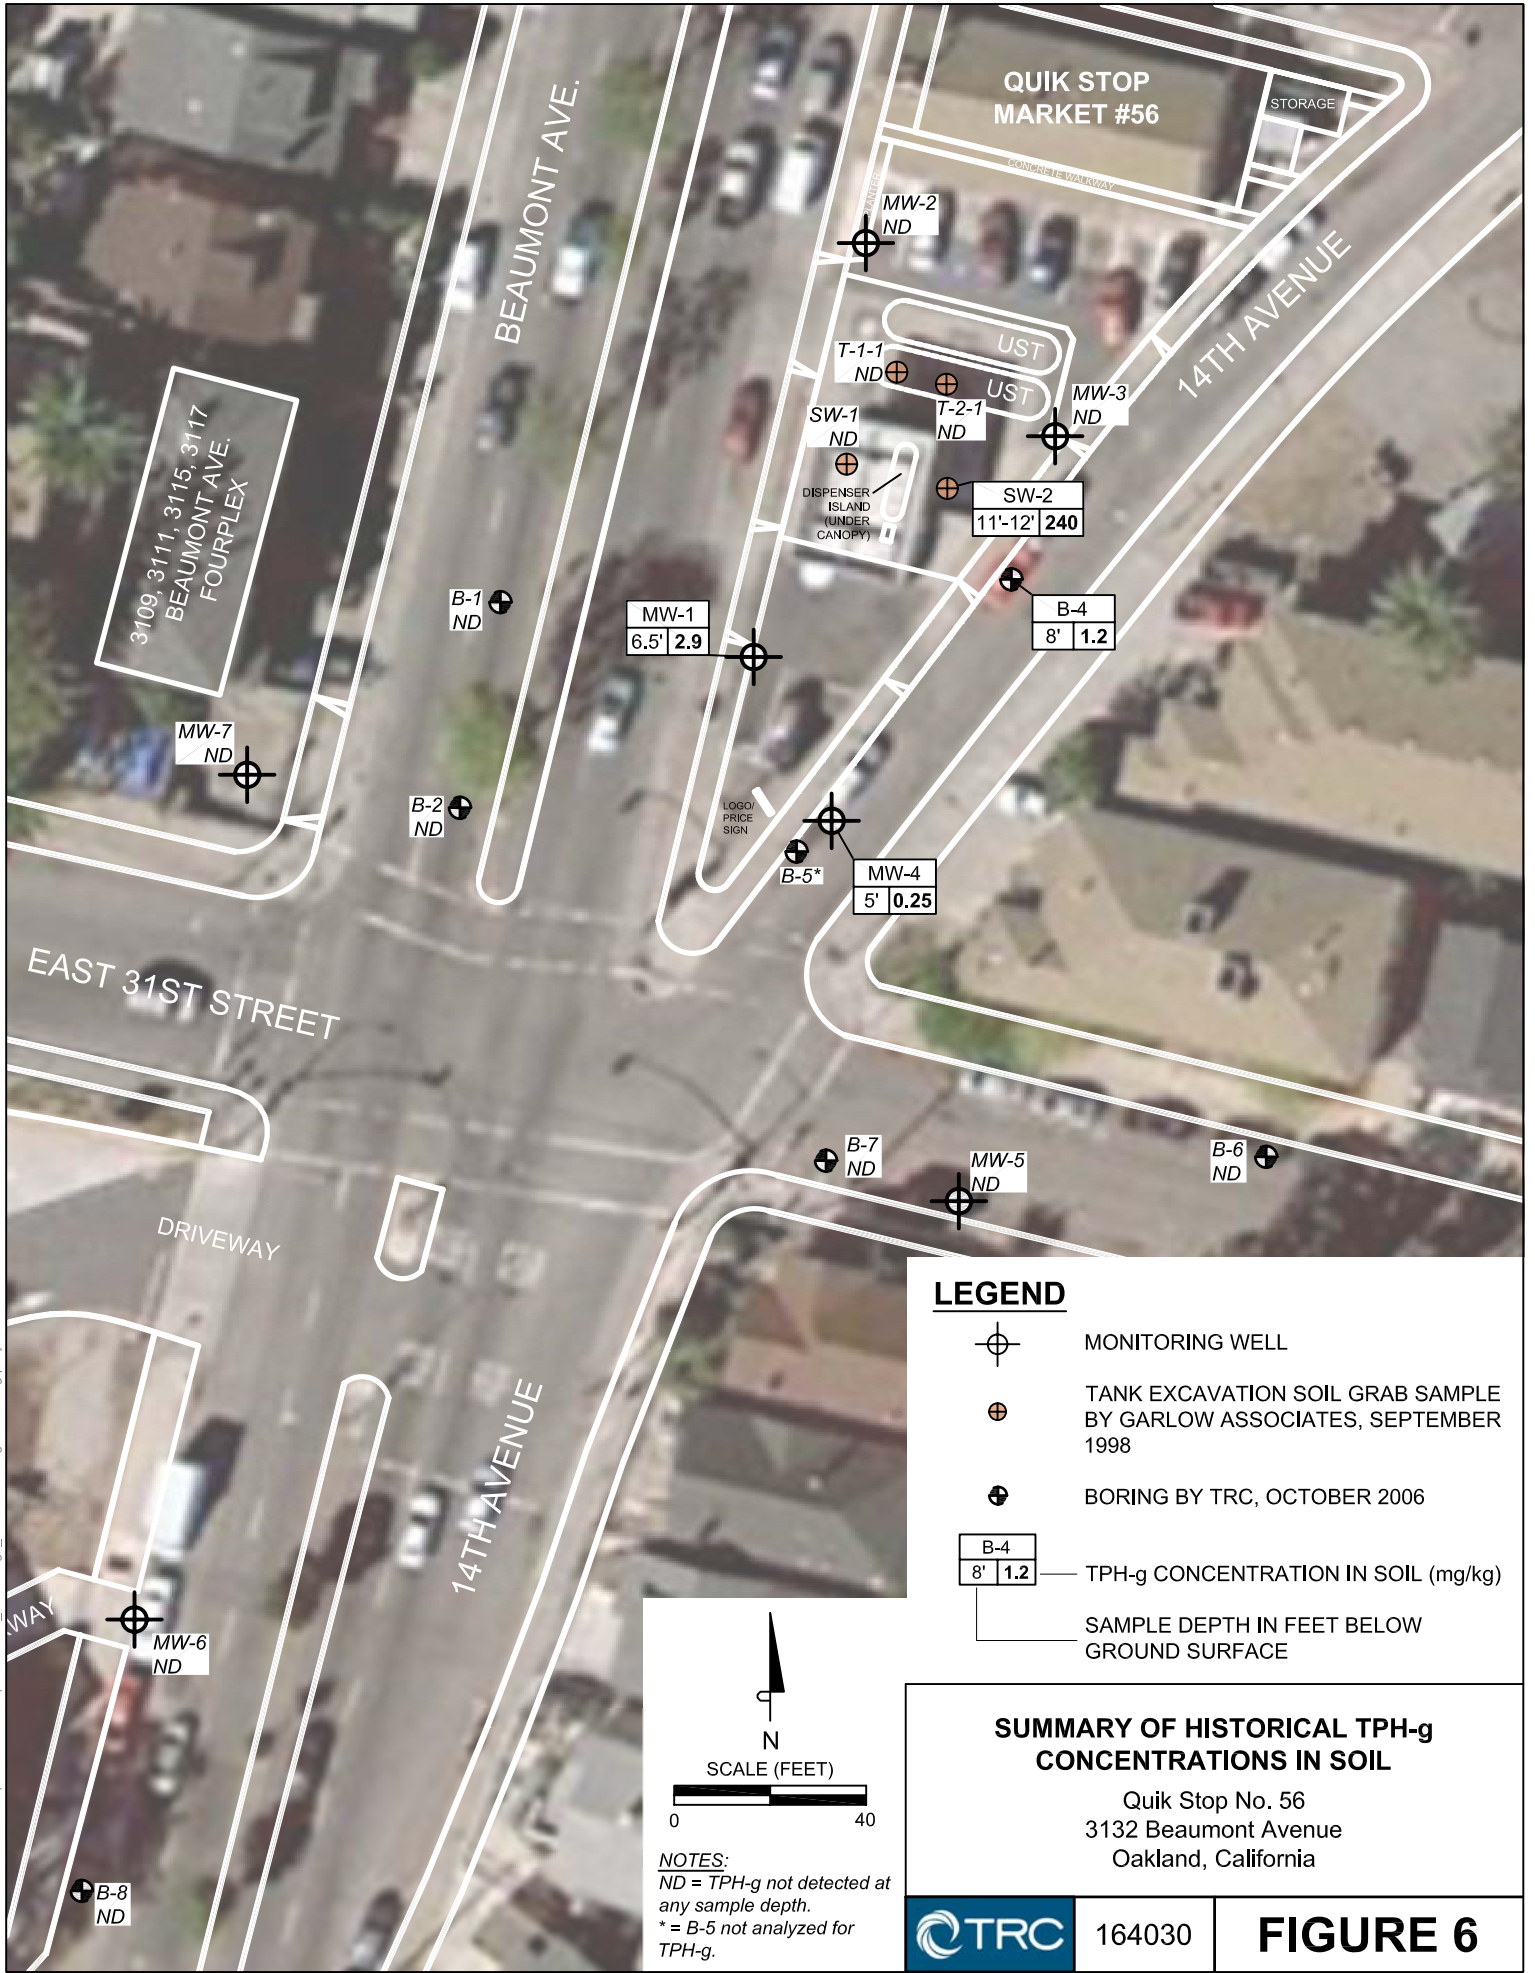 QUIK STOP
MARKET #56
STORAGE
CONCRETE WALKWAY
BEAUMONT AVE.
MW-2
ND
14TH AVENUE
UST
UST
T-1-1
ND
T-2-1
ND
MW-3
ND
SW-1
ND
DISPENSER
ISLAND
(UNDER
CANOPY)
SW-2
11'-12' 240
3109, 3111, 3115, 3117
BEAUMONT AVE.
FOURPLEX
B-1
ND
MW-1
6.5' 2.9
B-4
8' 1.2
MW-7
ND
B-2
ND
LOGO/
PRICE
SIGN
B-5*
MW-4
5' 0.25
EAST 31ST STREET
B-7
ND
MW-5
ND
B-6
ND
DRIVEWAY
14TH AVENUE
WAY
MW-6
ND
B-8
ND
LEGEND
MONITORING WELL
TANK EXCAVATION SOIL GRAB SAMPLE
BY GARLOW ASSOCIATES, SEPTEMBER
1998
BORING BY TRC, OCTOBER 2006
B-4
8' 1.2
TPH-g CONCENTRATION IN SOIL (mg/kg)
SAMPLE DEPTH IN FEET BELOW
GROUND SURFACE
N
SCALE (FEET)
0 40
NOTES:
ND = TPH-g not detected at
any sample depth.
* = B-5 not analyzed for
TPH-g.
SUMMARY OF HISTORICAL TPH-g
CONCENTRATIONS IN SOIL
Quik Stop No. 56
3132 Beaumont Avenue
Oakland, California
TRC
164030
FIGURE 6